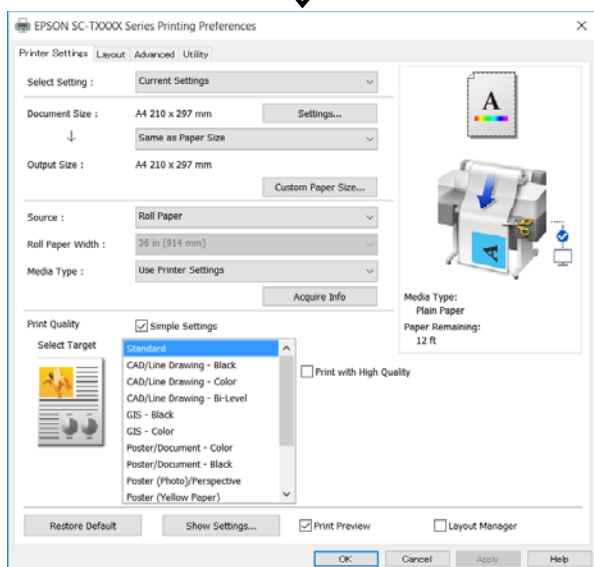 EPSON SC-TXXXX Series Printing Preferences
Printer Settings Layout Advanced Utility
Select Setting : Current Settings
Document Size : A4 210 x 297 mm Settings...
Same as Paper Size
Output Size : A4 210 x 297 mm
Custom Paper Size...
Source : Roll Paper
Roll Paper Width : 36 in (914 mm)
Media Type : Use Printer Settings
Acquire Info
A
Media Type:
Plain Paper
Paper Remaining:
12 ft
Print Quality Simple Settings
Select Target
Standard
CAD/Line Drawing - Black
CAD/Line Drawing - Color
CAD/Line Drawing - Bi-Level
GIS - Black
GIS - Color
Poster/Document - Color
Poster/Document - Black
Poster (Photo)/Perspective
Poster (Yellow Paper)
Print with High Quality
Restore Default Show Settings... Print Preview Layout Manager
OK Cancel Apply Help